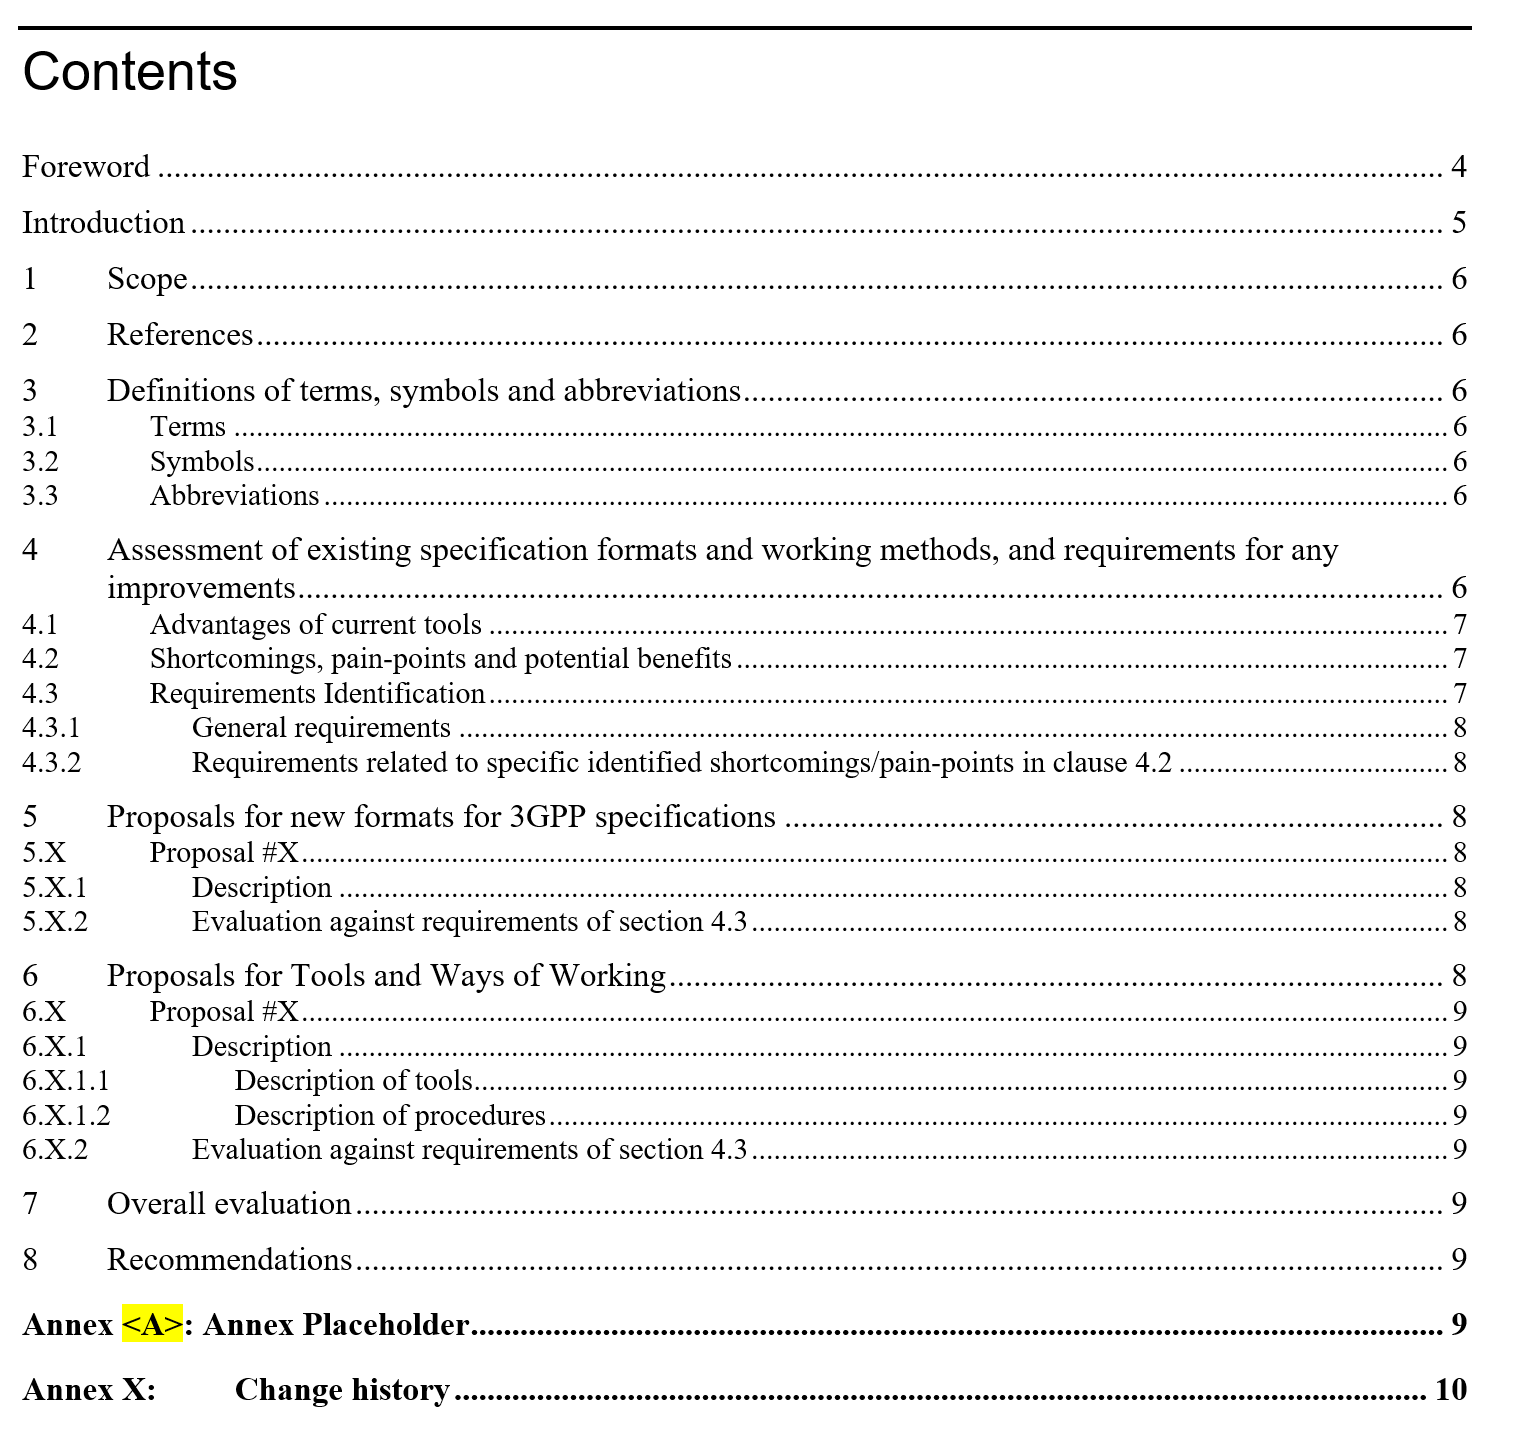 Contents
Foreword 4
Introduction 5
1 Scope 6
2 References 6
3 Definitions of terms, symbols and abbreviations 6
3.1 Terms 6
3.2 Symbols 6
3.3 Abbreviations 6
4 Assessment of existing specification formats and working methods, and requirements for any
improvements 6
4.1 Advantages of current tools 7
4.2 Shortcomings, pain-points and potential benefits 7
4.3 Requirements Identification 7
4.3.1 General requirements 8
4.3.2 Requirements related to specific identified shortcomings/pain-points in clause 4.2 8
5 Proposals for new formats for 3GPP specifications 8
5.X Proposal #X 8
5.X.1 Description 8
5.X.2 Evaluation against requirements of section 4.3 8
6 Proposals for Tools and Ways of Working 8
6.X Proposal #X 9
6.X.1 Description 9
6.X.1.1 Description of tools 9
6.X.1.2 Description of procedures 9
6.X.2 Evaluation against requirements of section 4.3 9
7 Overall evaluation 9
8 Recommendations 9
Annex <A>: Annex Placeholder 9
Annex X: Change history 10